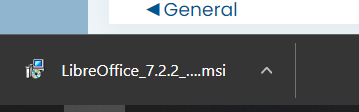 ◀ General
LibreOffice_7.2.2_....msi